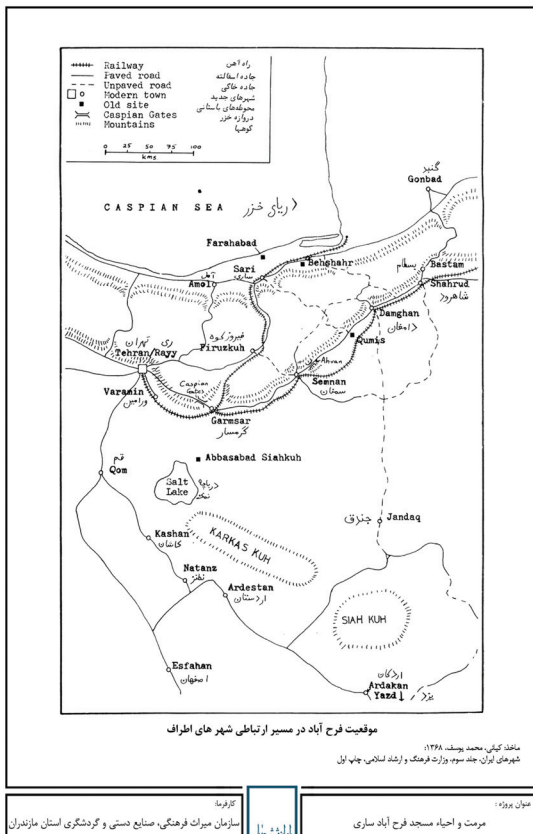 Railway راه آهن
Paved road جاده اسفالته
Unpaved road جاده خاکی
Modern town شهرهای جدید
Old site محوطه‌های باستانی
Caspian Gates دروازه خزر
Mountains کوهها
0 25 50 75 100
kms.
گنبد
Gonbad
CASPIAN SEA دریای خزر
Farahabad
Behshahr
Sari
ساری
آمل
Amol
بسطام
Bastam
Shahrud
شاهرود
Damghan
دامغان
Qumis
فیروزکوه
Firuzkuh
ری تهران
Tehran/Rayy
Ahvan
Semnan
سمنان
Varamin
ورامین
Caspian Gates
Garmsar
گرمسار
Abbasabad Siahkuh
قم
Qom
Salt Lake
دریاچه نمک
Jandaq
جندق
Kashan
کاشان
KARKAS KUH
Natanz
نطنز
Ardestan
اردستان
SIAH KUH
Esfahan
اصفهان
اردکان
Ardakan
Yazd↓ یزد
موقعیت فرح آباد در مسیر ارتباطی شهر های اطراف
ماخذ: کیانی، محمد یوسف، ۱۳۶۸؛
شهرهای ایران، جلد سوم، وزارت فرهنگ و ارشاد اسلامی، چاپ اول
عنوان پروژه :
مرمت و احیاء مسجد فرح آباد ساری
کارفرما:
سازمان میراث فرهنگی، صنایع دستی و گردشگری استان مازندران